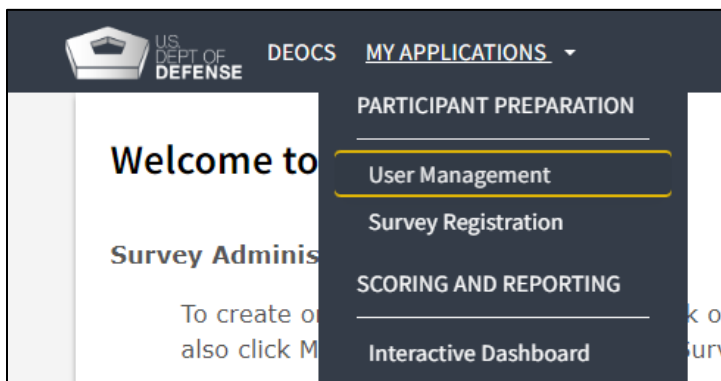 U.S.
DEPT OF
DEFENSE
DEOCS
MY APPLICATIONS
PARTICIPANT PREPARATION
User Management
Survey Registration
SCORING AND REPORTING
Interactive Dashboard
Welcome to
Survey Adminis
To create o
also click M